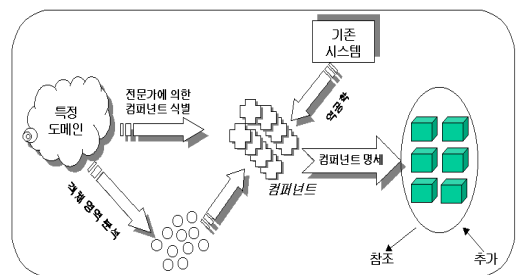 기존
시스템
전문가에 의한
컴퍼넌트 식별
특정
도메인
역공학
컴퍼넌트 명세
컴퍼넌트
객체 영역 분석
참조
추가